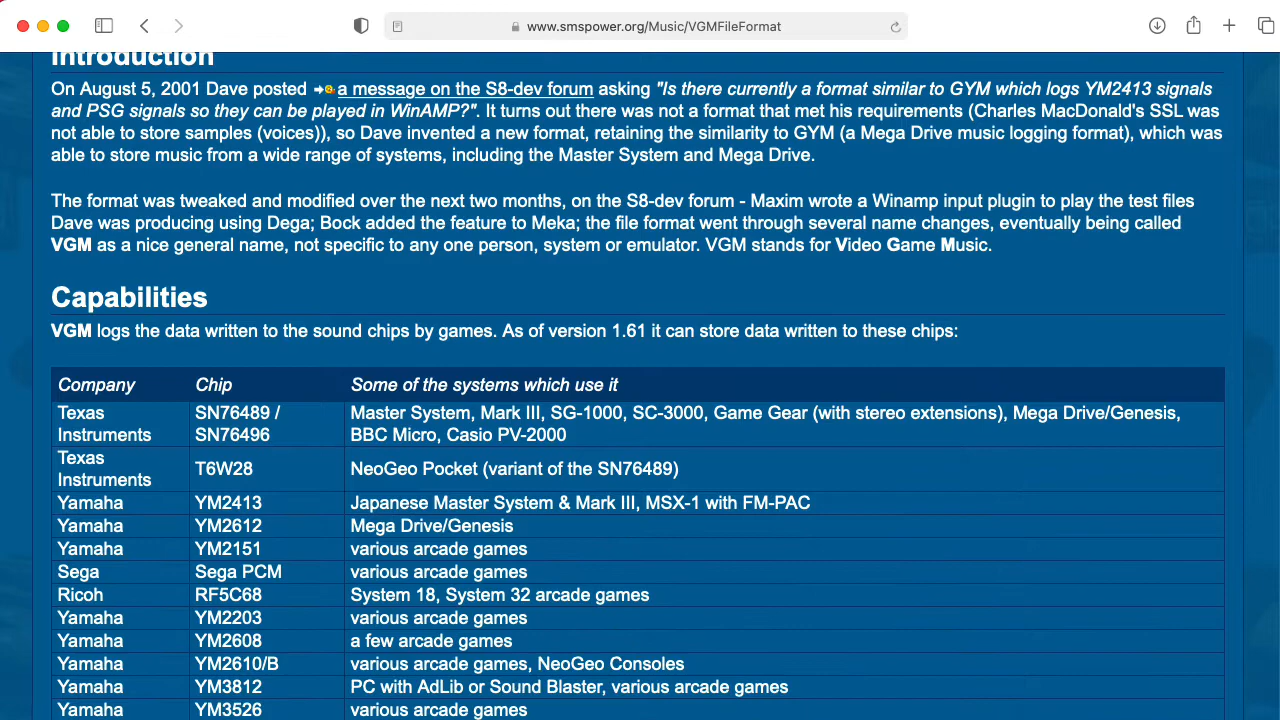 www.smspower.org/Music/VGMFileFormat
Introduction
On August 5, 2001 Dave posted a message on the S8-dev forum asking "Is there currently a format similar to GYM which logs YM2413 signals
and PSG signals so they can be played in WinAMP?". It turns out there was not a format that met his requirements (Charles MacDonald's SSL was
not able to store samples (voices)), so Dave invented a new format, retaining the similarity to GYM (a Mega Drive music logging format), which was
able to store music from a wide range of systems, including the Master System and Mega Drive.
The format was tweaked and modified over the next two months, on the S8-dev forum - Maxim wrote a Winamp input plugin to play the test files
Dave was producing using Dega; Bock added the feature to Meka; the file format went through several name changes, eventually being called
VGM as a nice general name, not specific to any one person, system or emulator. VGM stands for Video Game Music.
Capabilities
VGM logs the data written to the sound chips by games. As of version 1.61 it can store data written to these chips:
Company Chip Some of the systems which use it
Texas Instruments SN76489 / SN76496 Master System, Mark III, SG-1000, SC-3000, Game Gear (with stereo extensions), Mega Drive/Genesis, BBC Micro, Casio PV-2000
Texas Instruments T6W28 NeoGeo Pocket (variant of the SN76489)
Yamaha YM2413 Japanese Master System & Mark III, MSX-1 with FM-PAC
Yamaha YM2612 Mega Drive/Genesis
Yamaha YM2151 various arcade games
Sega Sega PCM various arcade games
Ricoh RF5C68 System 18, System 32 arcade games
Yamaha YM2203 various arcade games
Yamaha YM2608 a few arcade games
Yamaha YM2610/B various arcade games, NeoGeo Consoles
Yamaha YM3812 PC with AdLib or Sound Blaster, various arcade games
Yamaha YM3526 various arcade games